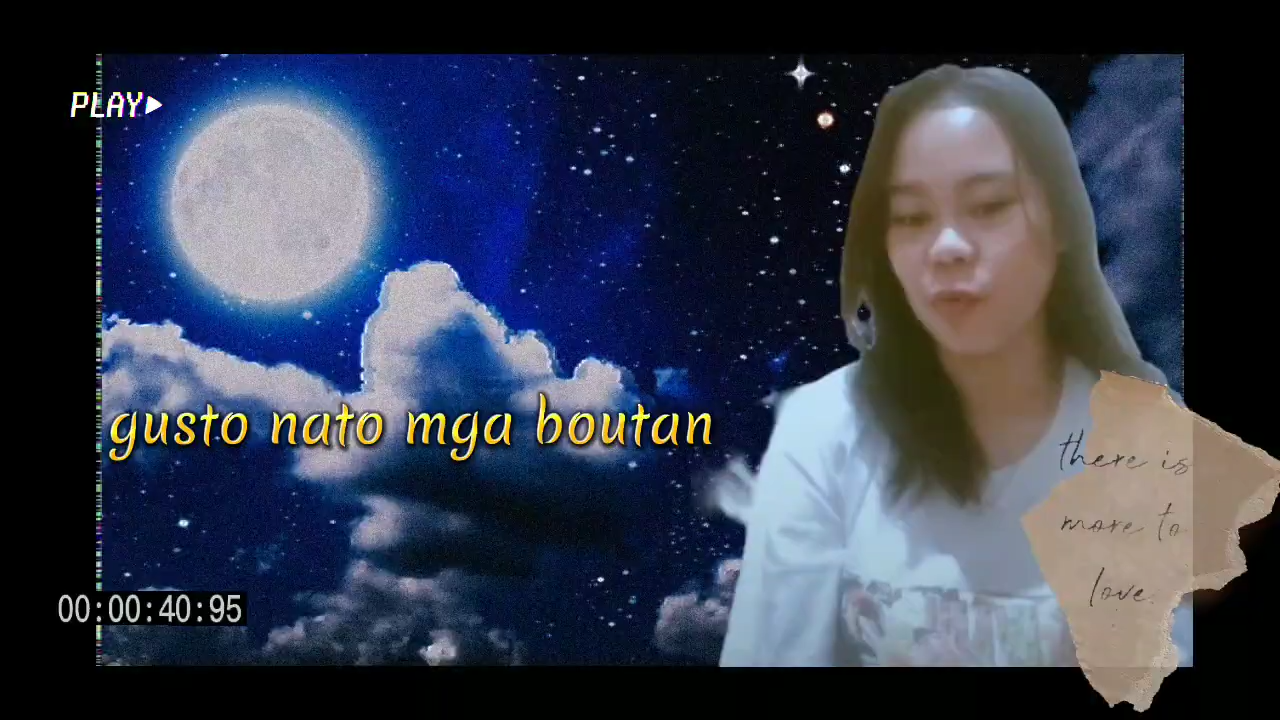 PLAY
gusto nato mga boutan
there is
more to
love.
00:00:40:95